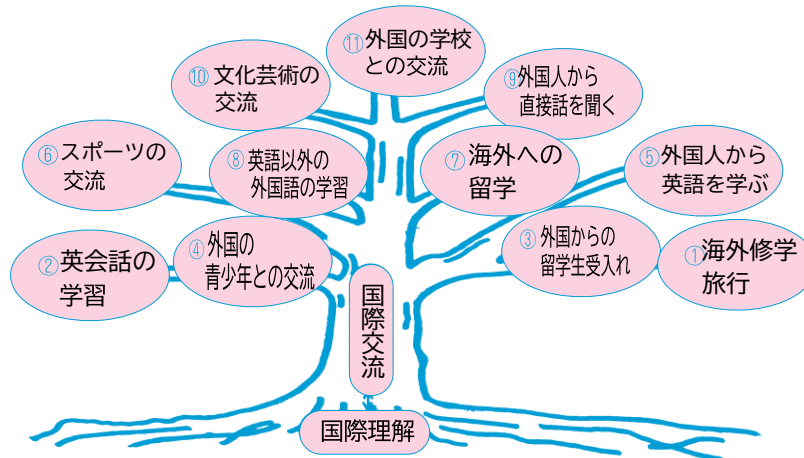 ⑪外国の学校
との交流
⑩文化芸術の
交流
⑨外国人から
直接話を聞く
⑥スポーツの
交流
⑧英語以外の
外国語の学習
⑦海外への
留学
⑤外国人から
英語を学ぶ
②英会話の
学習
④外国の
青少年との交流
③外国からの
留学生受入れ
①海外修学
旅行
国際交流
国際理解